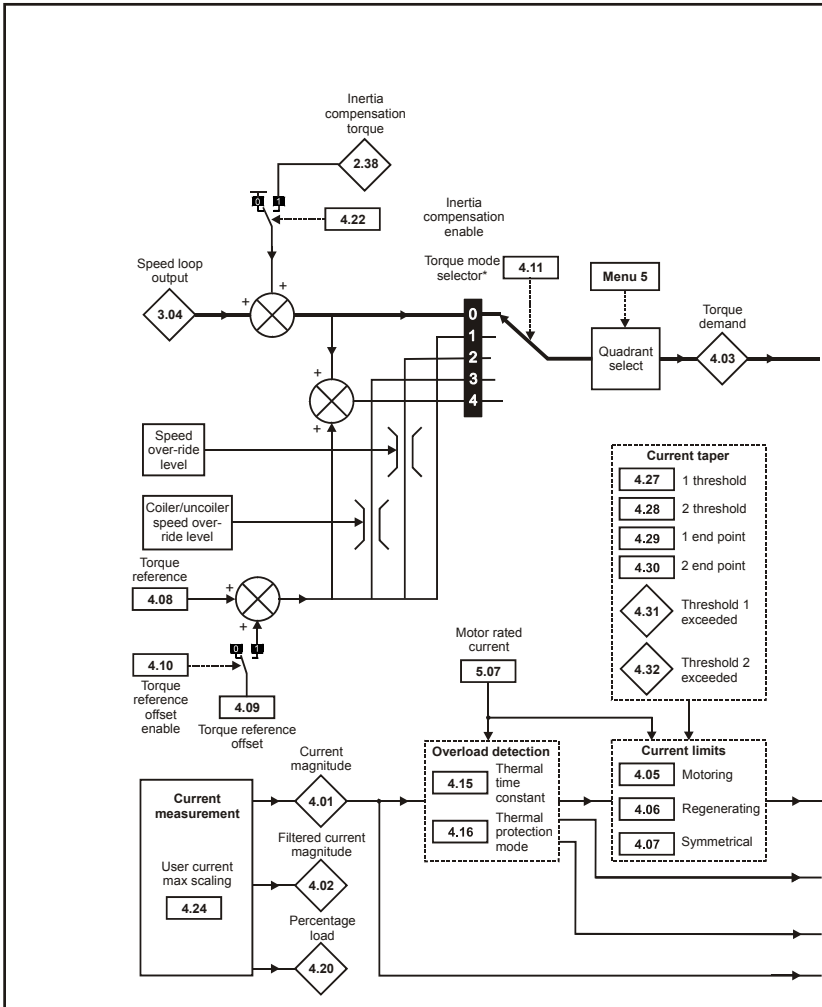 Inertia
compensation
torque
2.38
0 1
4.22
Inertia
compensation
enable
Speed loop
output
3.04
+
+
Torque mode
selector*
4.11
Menu 5
0
1
2
3
4
Quadrant
select
Torque
demand
4.03
+
+
Speed
over-ride
level
Coiler/uncoiler
speed over-
ride level
Torque
reference
4.08
+
+
0 1
4.10
Torque
reference
offset
enable
4.09
Torque reference
offset
Current taper
4.27 1 threshold
4.28 2 threshold
4.29 1 end point
4.30 2 end point
4.31 Threshold 1
exceeded
4.32 Threshold 2
exceeded
Motor rated
current
5.07
Current
measurement
User current
max scaling
4.24
Current
magnitude
4.01
Filtered current
magnitude
4.02
Percentage
load
4.20
Overload detection
4.15 Thermal
time
constant
4.16 Thermal
protection
mode
Current limits
4.05 Motoring
4.06 Regenerating
4.07 Symmetrical